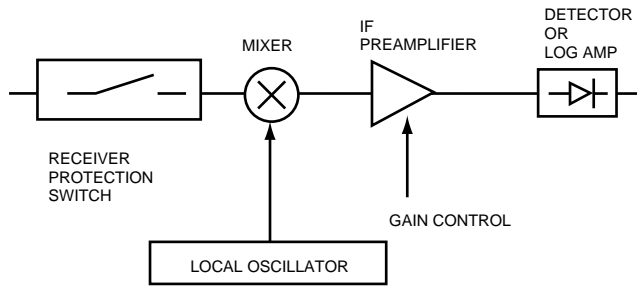 DETECTOR
OR
LOG AMP
IF
PREAMPLIFIER
MIXER
RECEIVER
PROTECTION
SWITCH
GAIN CONTROL
LOCAL OSCILLATOR